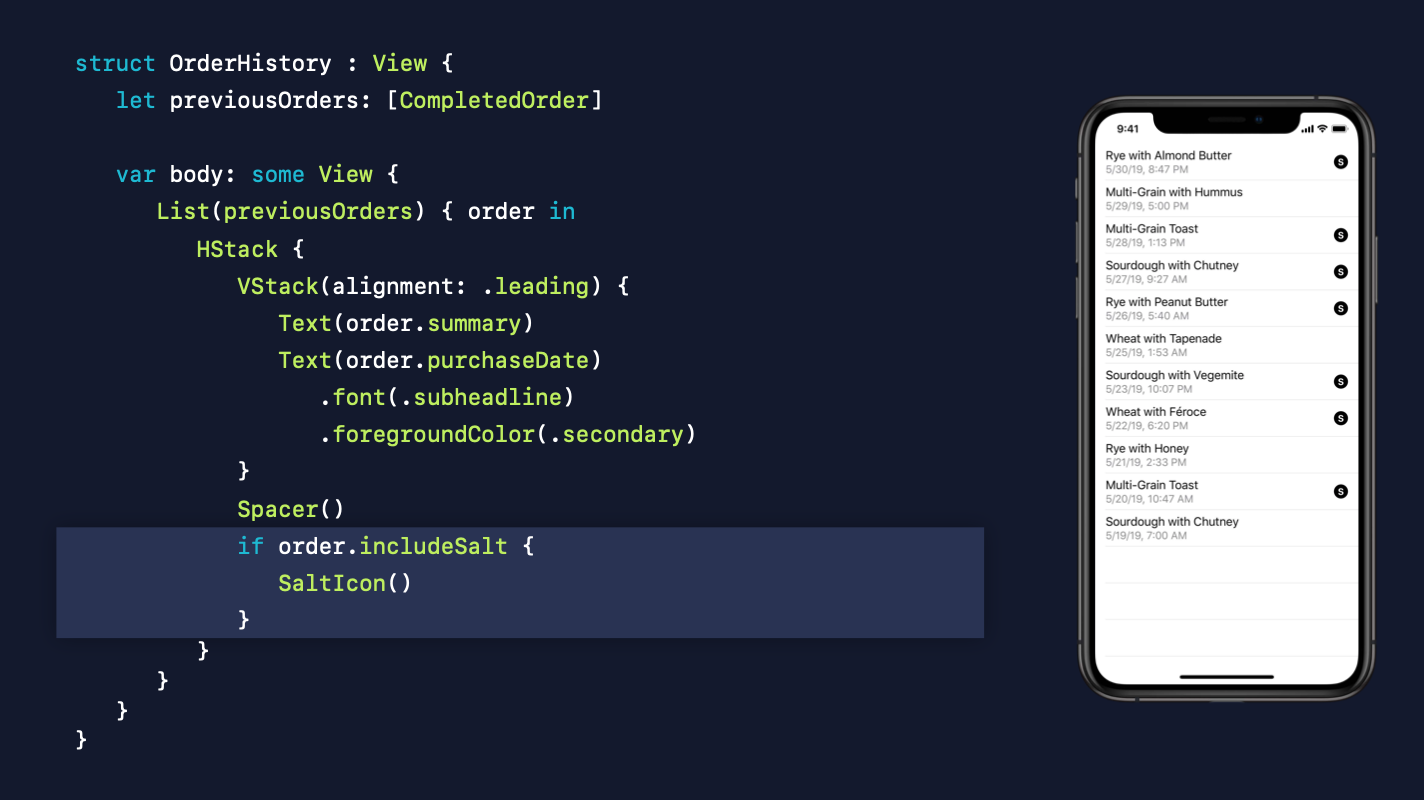 struct OrderHistory : View {
let previousOrders: [CompletedOrder]
var body: some View {
List(previousOrders) { order in
HStack {
VStack(alignment: .leading) {
Text(order.summary)
Text(order.purchaseDate)
.font(.subheadline)
.foregroundColor(.secondary)
}
Spacer()
if order.includeSalt {
SaltIcon()
}
}
}
}
}
9:41
Rye with Almond Butter
5/30/19, 8:47 PM
S
Multi-Grain with Hummus
5/29/19, 5:00 PM
Multi-Grain Toast
5/28/19, 1:13 PM
S
Sourdough with Chutney
5/27/19, 9:27 AM
S
Rye with Peanut Butter
5/26/19, 5:40 AM
S
Wheat with Tapenade
5/25/19, 1:53 AM
Sourdough with Vegemite
5/23/19, 10:07 PM
S
Wheat with Féroce
5/22/19, 6:20 PM
S
Rye with Honey
5/21/19, 2:33 PM
Multi-Grain Toast
5/20/19, 10:47 AM
S
Sourdough with Chutney
5/19/19, 7:00 AM